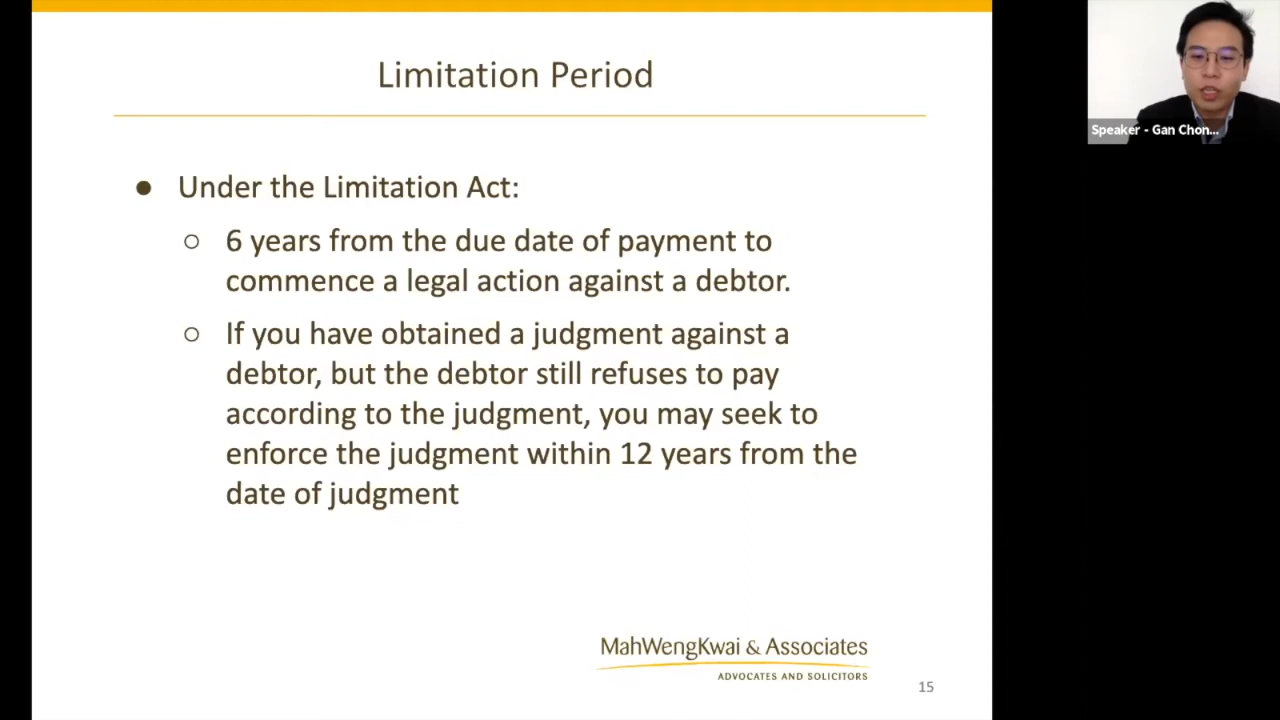 Limitation Period
● Under the Limitation Act:
○ 6 years from the due date of payment to
commence a legal action against a debtor.
○ If you have obtained a judgment against a
debtor, but the debtor still refuses to pay
according to the judgment, you may seek to
enforce the judgment within 12 years from the
date of judgment
MahWengKwai & Associates
ADVOCATES AND SOLICITORS
15
Speaker - Gan Chon...